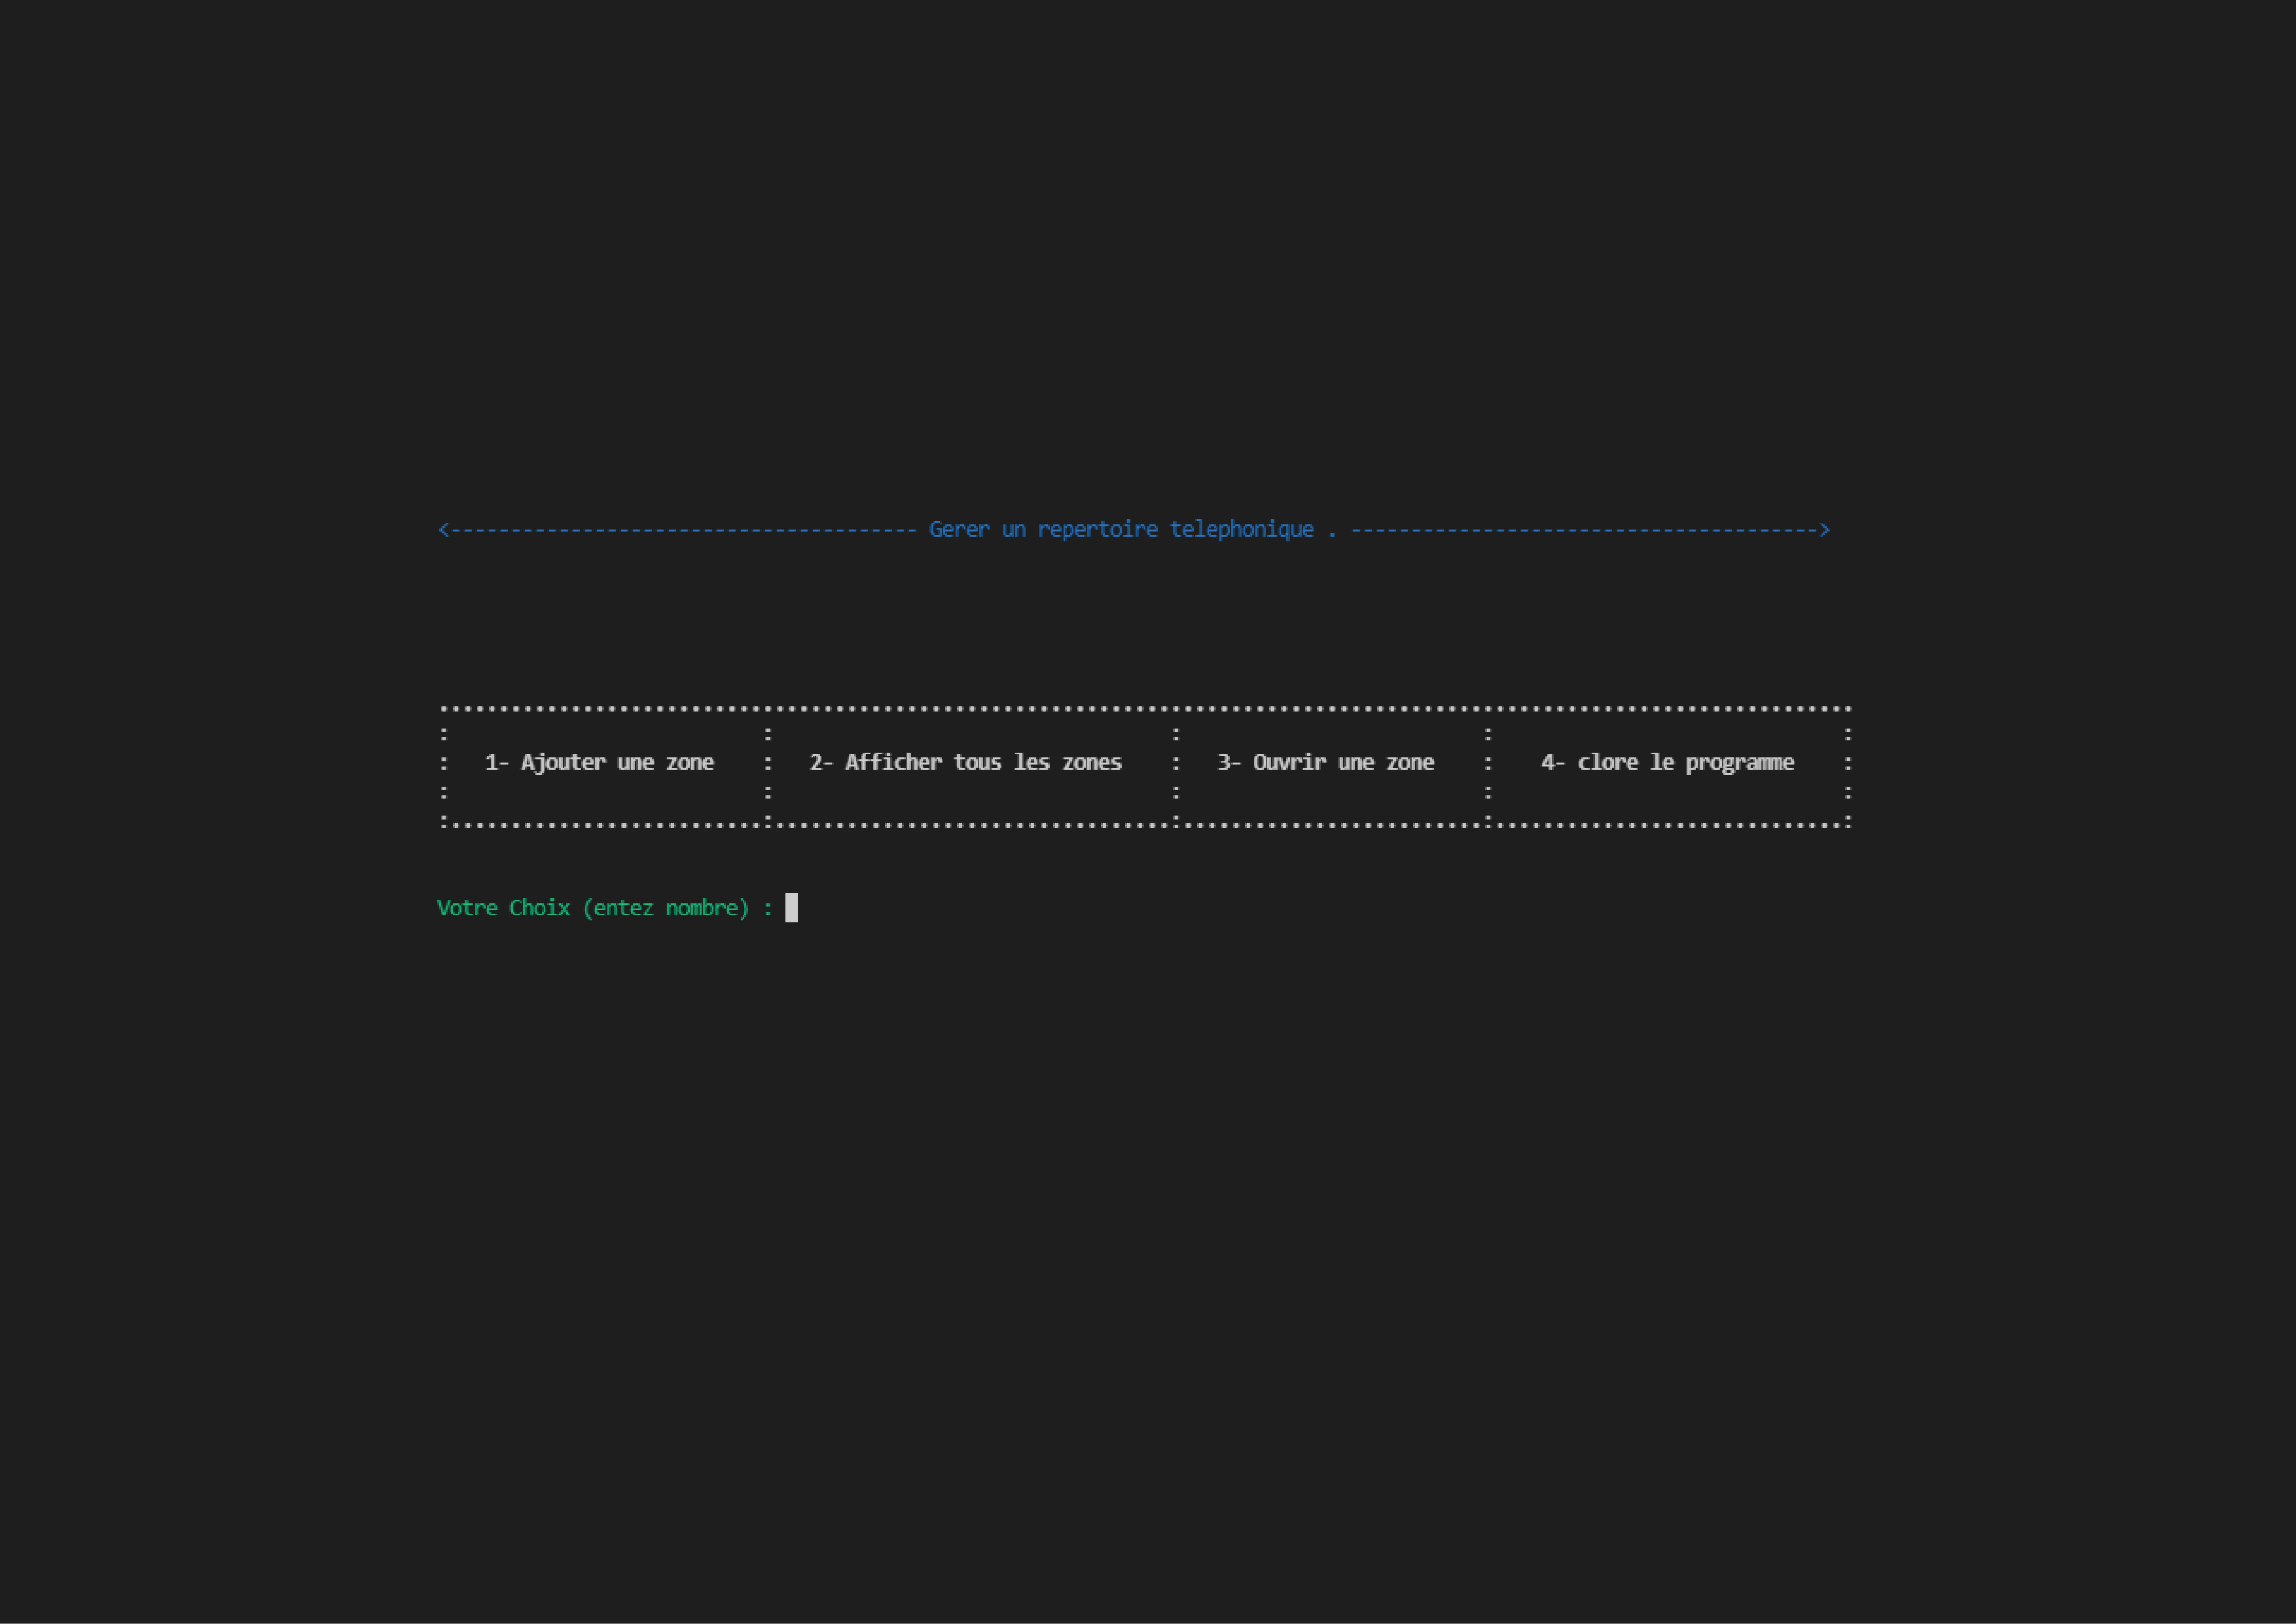 <--------------------------------------- Gerer un repertoire telephonique . --------------------------------------->
......................................................................................................................
:                          :                                 :                         :                             :
:   1- Ajouter une zone    :   2- Afficher tous les zones    :   3- Ouvrir une zone    :    4- clore le programme    :
:                          :                                 :                         :                             :
:..........................:.................................:.........................:.............................:
Votre Choix (entez nombre) :